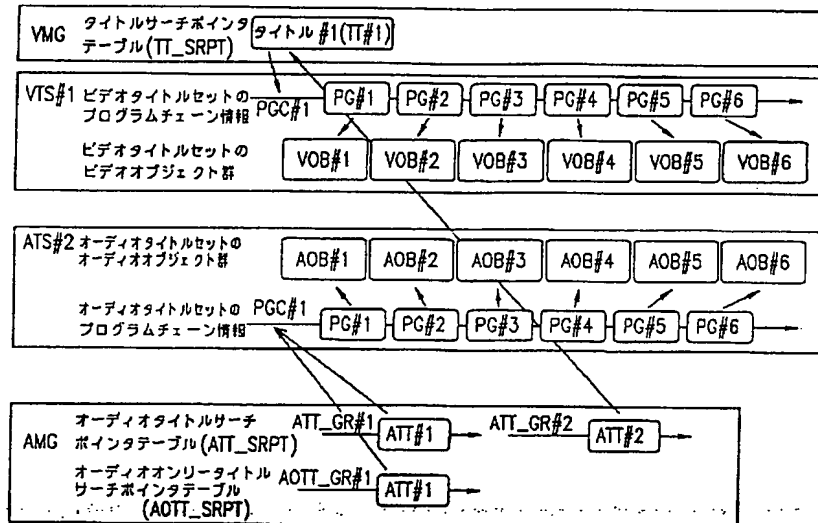 VMG
タイトルサーチポインタ
テーブル(TT_SRPT)
タイトル #1(TT#1)
VTS#1
ビデオタイトルセットの
プログラムチェーン情報
PGC#1
PG#1 PG#2 PG#3 PG#4 PG#5 PG#6
ビデオタイトルセットの
ビデオオブジェクト群
VOB#1 VOB#2 VOB#3 VOB#4 VOB#5 VOB#6
ATS#2
オーディオタイトルセットの
オーディオオブジェクト群
AOB#1 AOB#2 AOB#3 AOB#4 AOB#5 AOB#6
オーディオタイトルセットの
プログラムチェーン情報
PGC#1
PG#1 PG#2 PG#3 PG#4 PG#5 PG#6
AMG
オーディオタイトルサーチ
ポインタテーブル(ATT_SRPT)
ATT_GR#1 ATT#1 ATT_GR#2 ATT#2
オーディオオンリータイトル
サーチポインタテーブル
(AOTT_SRPT)
AOTT_GR#1 ATT#1